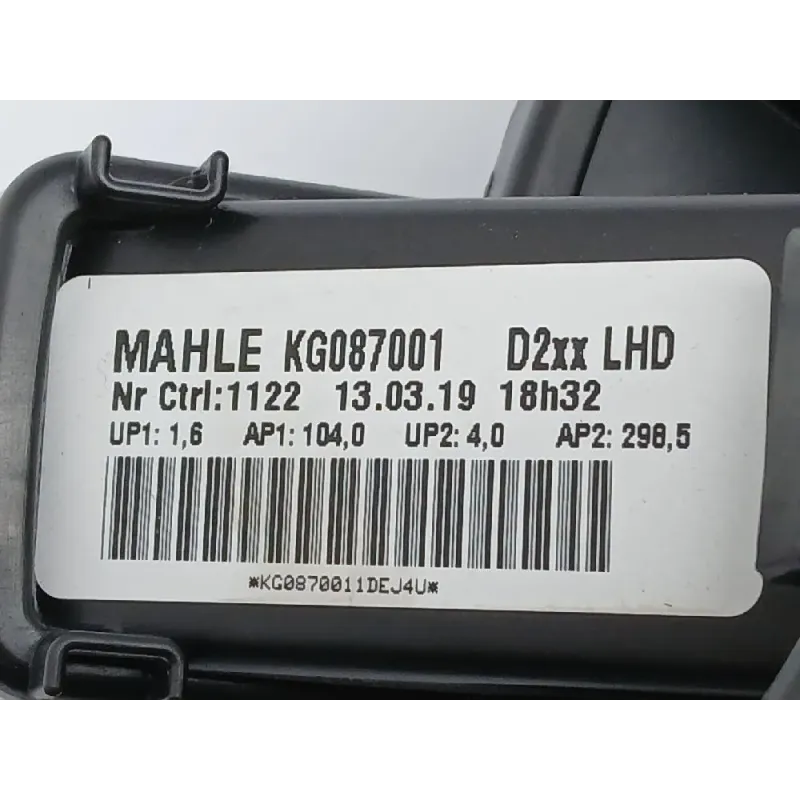 MAHLE KG087001 D2xx LHD
Nr Ctrl:1122 13.03.19 18h32
UP1: 1,6 AP1: 104,0 UP2: 4,0 AP2: 298,5
*KG0870011DEJ4U*